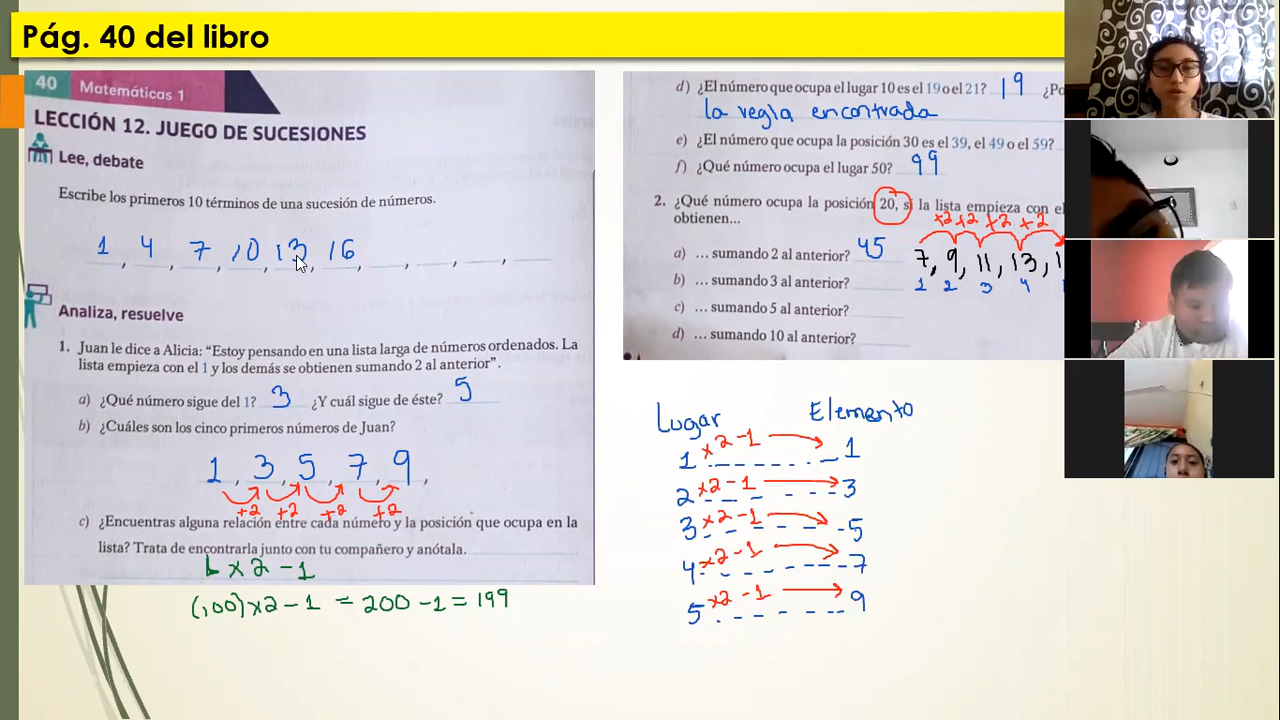 Pág. 40 del libro
40 Matemáticas 1
LECCIÓN 12. JUEGO DE SUCESIONES
Lee, debate
Escribe los primeros 10 términos de una sucesión de números.
1, 4, 7, 10, 13, 16, , , ,
Analiza, resuelve
1. Juan le dice a Alicia: “Estoy pensando en una lista larga de números ordenados. La
lista empieza con el 1 y los demás se obtienen sumando 2 al anterior”.
a) ¿Qué número sigue del 1? 3 ¿Y cuál sigue de éste? 5
b) ¿Cuáles son los cinco primeros números de Juan?
1, 3, 5, 7, 9,
+2 +2 +2 +2
c) ¿Encuentras alguna relación entre cada número y la posición que ocupa en la
lista? Trata de encontrarla junto con tu compañero y anótala.
L x 2 - 1
(100) x 2 - 1 = 200 - 1 = 199
d) ¿El número que ocupa el lugar 10 es el 19 o el 21? 19 ¿Po
la regla encontrada
e) ¿El número que ocupa la posición 30 es el 39, el 49 o el 59?
f) ¿Qué número ocupa el lugar 50? 99
2. ¿Qué número ocupa la posición 20, si la lista empieza con el
obtienen...
+2 +2 +2 +2
a) ... sumando 2 al anterior? 45
7, 9, 11, 13, 1
1 2 3 4
b) ... sumando 3 al anterior?
c) ... sumando 5 al anterior?
d) ... sumando 10 al anterior?
Lugar Elemento
1 x2-1 1
2 x2-1 3
3 x2-1 5
4 x2-1 7
5 x2-1 9